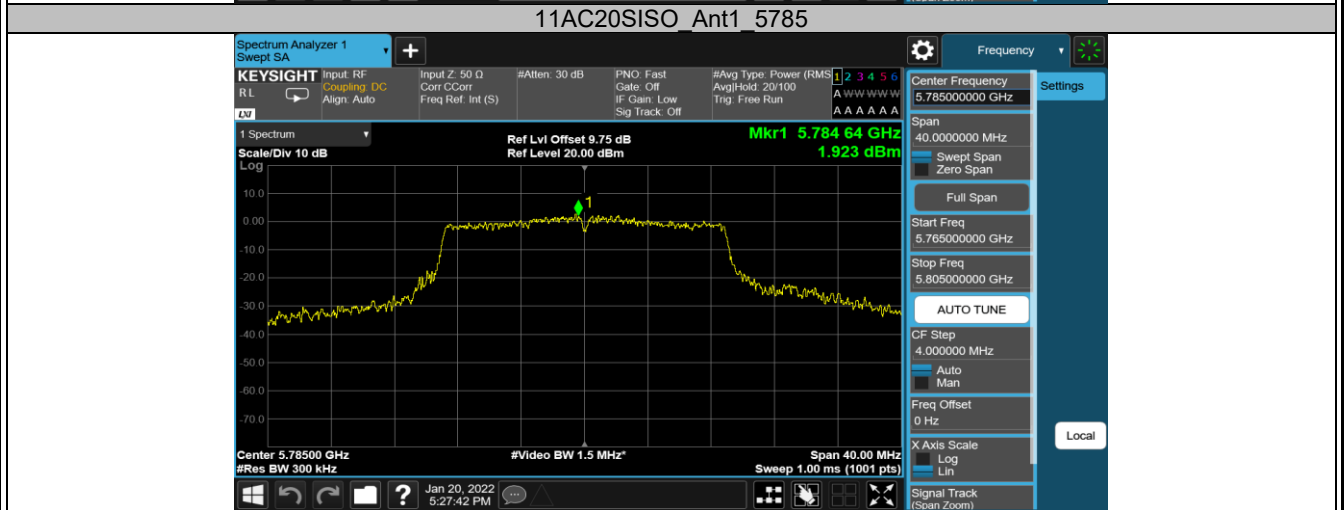 (Span Zoom)
11AC20SISO_Ant1_5785
Spectrum Analyzer 1
Swept SA
+
Frequency
KEYSIGHT
RL
LXI
Input: RF
Coupling: DC
Align: Auto
Input Z: 50 Ω
Corr CCorr
Freq Ref: Int (S)
#Atten: 30 dB
PNO: Fast
Gate: Off
IF Gain: Low
Sig Track: Off
#Avg Type: Power (RMS
Avg|Hold: 20/100
Trig: Free Run
1 2 3 4 5 6
A W W W W W
A A A A A A
1 Spectrum
Scale/Div 10 dB
Log
Ref Lvl Offset 9.75 dB
Ref Level 20.00 dBm
Mkr1 5.784 64 GHz
1.923 dBm
1
10.0
0.00
-10.0
-20.0
-30.0
-40.0
-50.0
-60.0
-70.0
Center 5.78500 GHz
#Res BW 300 kHz
#Video BW 1.5 MHz*
Span 40.00 MHz
Sweep 1.00 ms (1001 pts)
?
Jan 20, 2022
5:27:42 PM
Center Frequency
5.785000000 GHz
Span
40.0000000 MHz
Swept Span
Zero Span
Full Span
Start Freq
5.765000000 GHz
Stop Freq
5.805000000 GHz
AUTO TUNE
CF Step
4.000000 MHz
Auto
Man
Freq Offset
0 Hz
X Axis Scale
Log
Lin
Signal Track
(Span Zoom)
Settings
Local